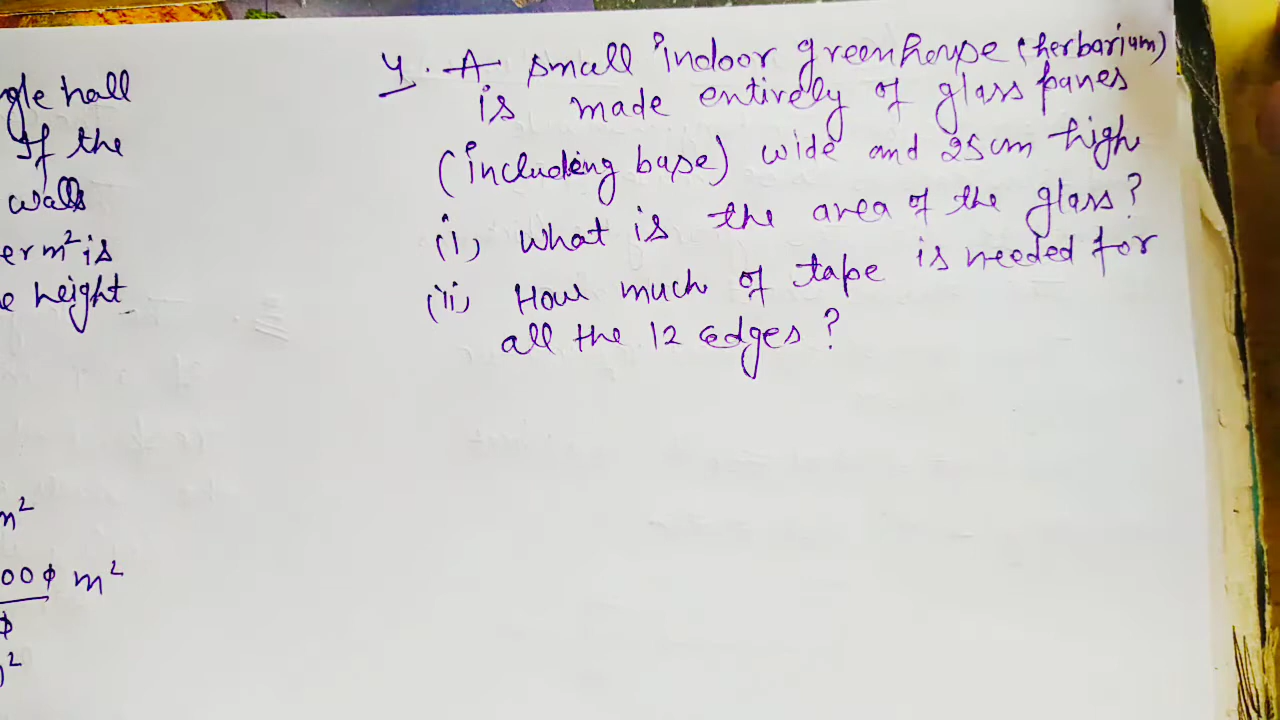 gle hall
If the
walls
er m² is
e height
m²
000 m²
m²
4. A small indoor greenhouse (herbarium)
is made entirely of glass panes
(including base) wide and 25cm high
(i) What is the area of the glass?
(ii) How much of tape is needed for
all the 12 edges?